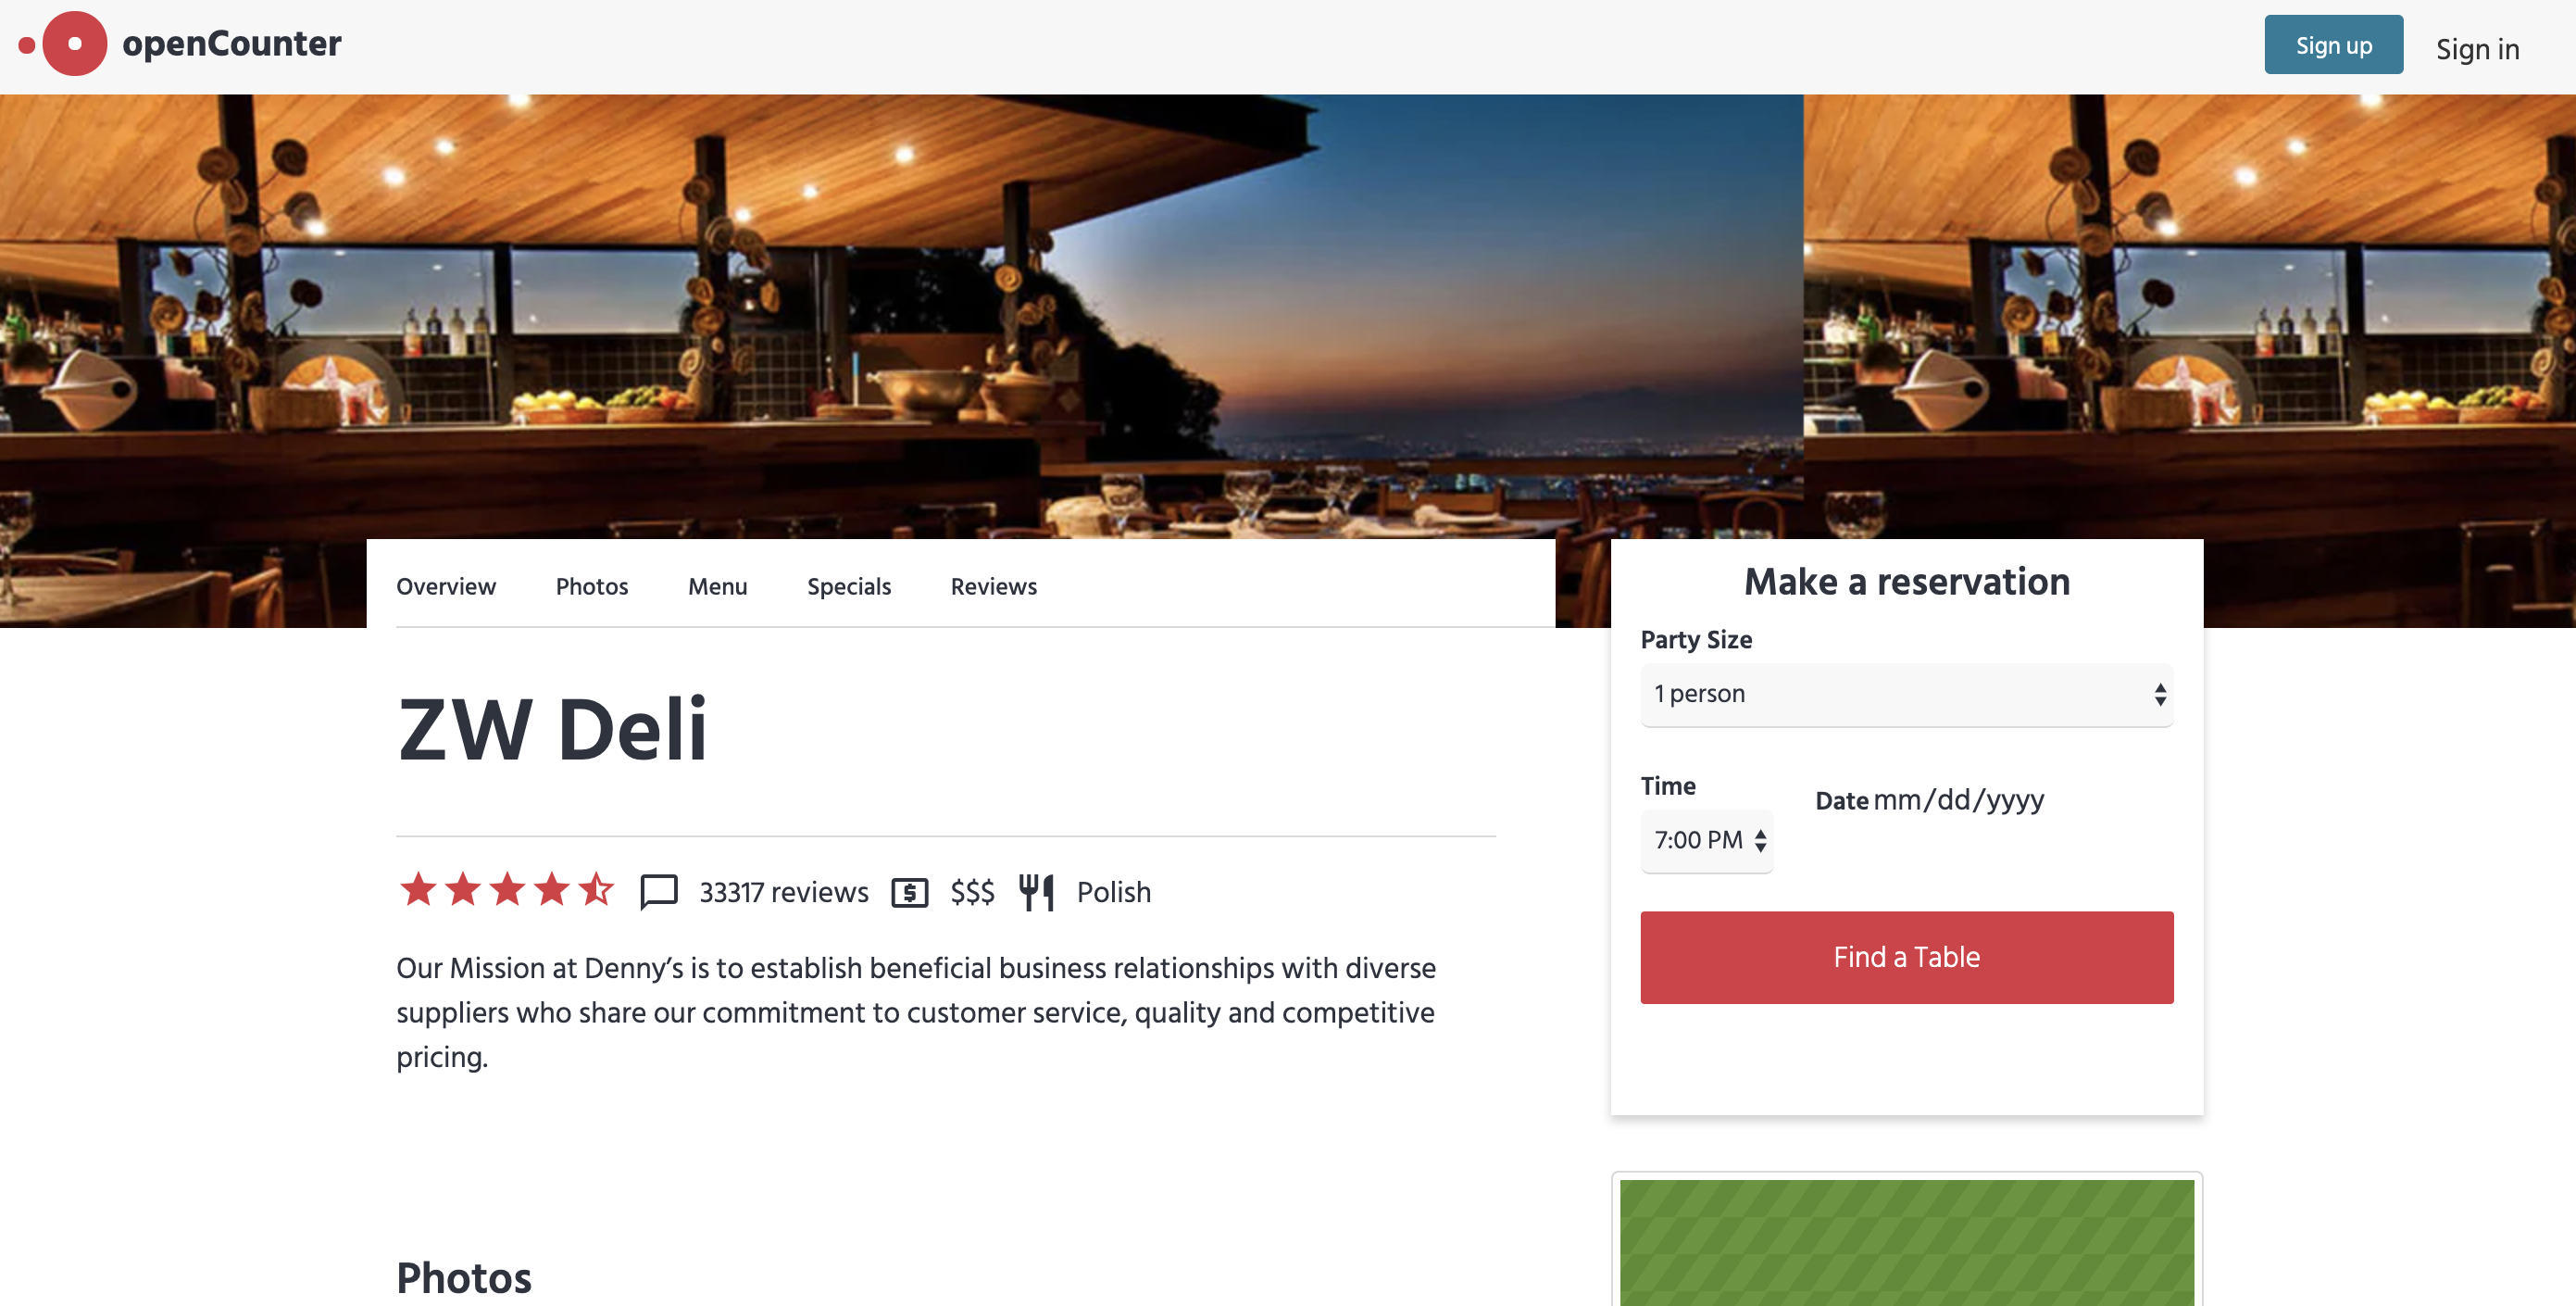 openCounter
Sign up
Sign in
Overview Photos Menu Specials Reviews
ZW Deli
33317 reviews $ $$$ Polish
Our Mission at Denny’s is to establish beneficial business relationships with diverse
suppliers who share our commitment to customer service, quality and competitive
pricing.
Photos
Make a reservation
Party Size
1 person
Time
7:00 PM
Date mm/dd/yyyy
Find a Table